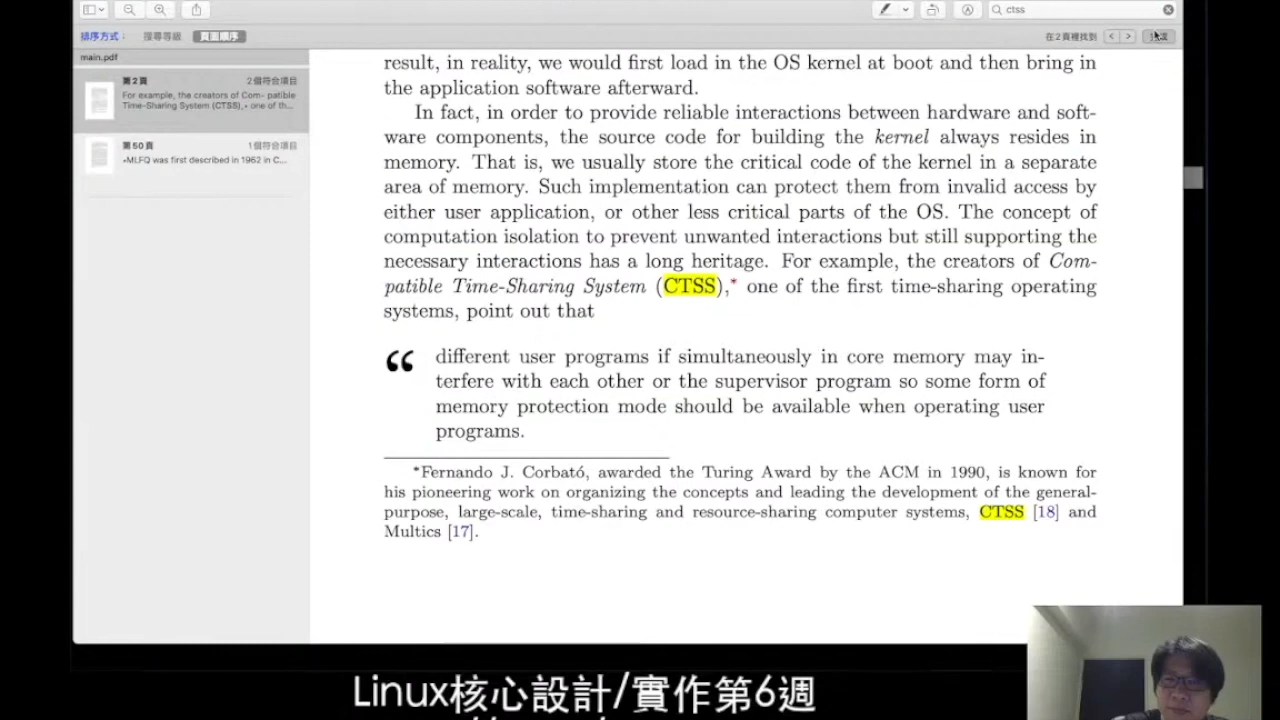 ctss
排序方式：
搜尋等級
頁面順序
在2頁裡找到
main.pdf
第2頁
2個符合項目
For example, the creators of Com- patible
Time-Sharing System (CTSS),⋆ one of th...
第50頁
1個符合項目
⋆MLFQ was first described in 1962 in C...
result, in reality, we would first load in the OS kernel at boot and then bring in
the application software afterward.
In fact, in order to provide reliable interactions between hardware and soft-
ware components, the source code for building the kernel always resides in
memory. That is, we usually store the critical code of the kernel in a separate
area of memory. Such implementation can protect them from invalid access by
either user application, or other less critical parts of the OS. The concept of
computation isolation to prevent unwanted interactions but still supporting the
necessary interactions has a long heritage. For example, the creators of Com-
patible Time-Sharing System (CTSS),⋆ one of the first time-sharing operating
systems, point out that
“ different user programs if simultaneously in core memory may in-
terfere with each other or the supervisor program so some form of
memory protection mode should be available when operating user
programs.
⋆Fernando J. Corbató, awarded the Turing Award by the ACM in 1990, is known for
his pioneering work on organizing the concepts and leading the development of the general-
purpose, large-scale, time-sharing and resource-sharing computer systems, CTSS [18] and
Multics [17].
Linux核心設計/實作第6週